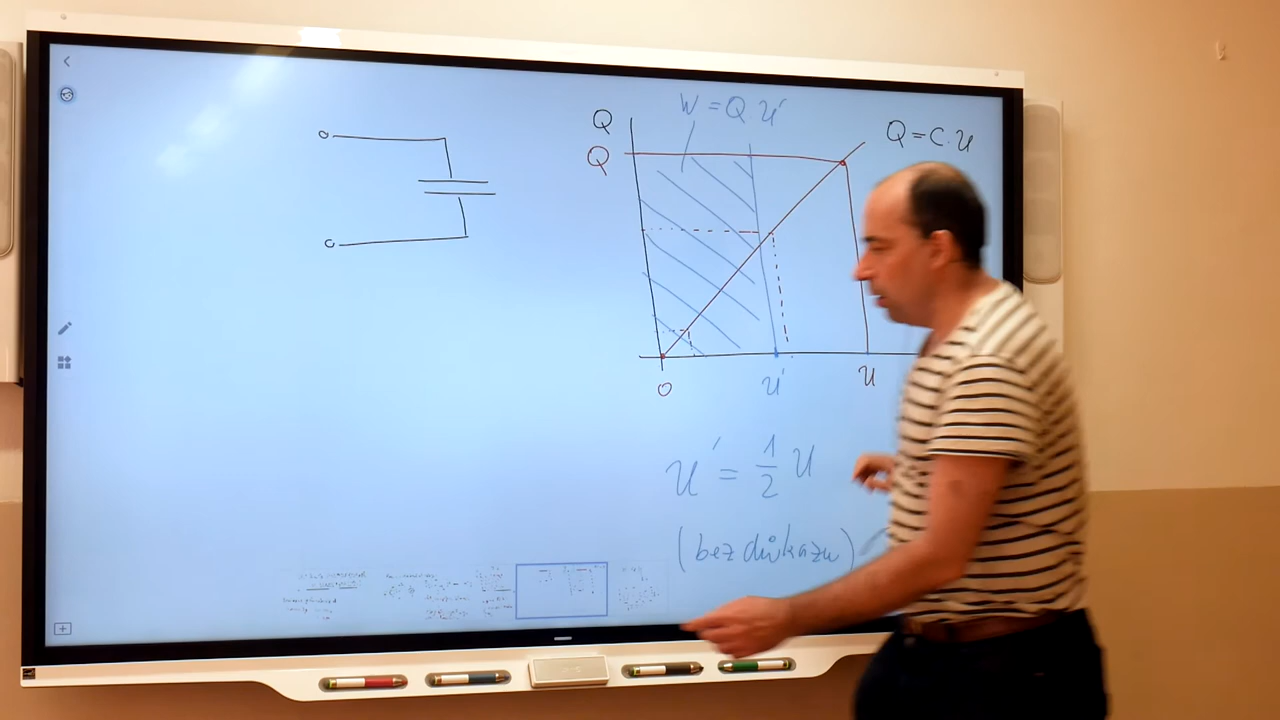 W = Q U'
Q
Q = C.U
Q
0
U'
U
U' = 1/2 U
(bez důkazu)